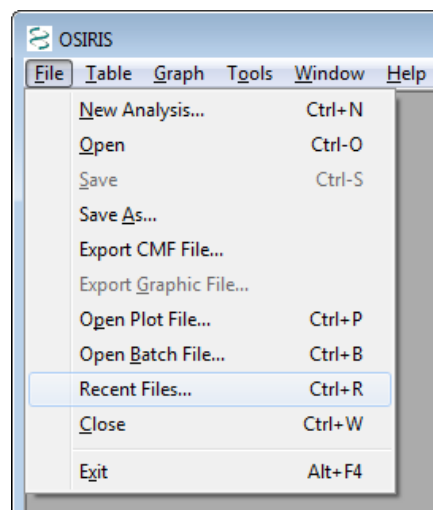 OSIRIS
File Table Graph Tools Window Help
New Analysis... Ctrl+N
Open Ctrl-O
Save Ctrl-S
Save As...
Export CMF File...
Export Graphic File...
Open Plot File... Ctrl+P
Open Batch File... Ctrl+B
Recent Files... Ctrl+R
Close Ctrl+W
Exit Alt+F4